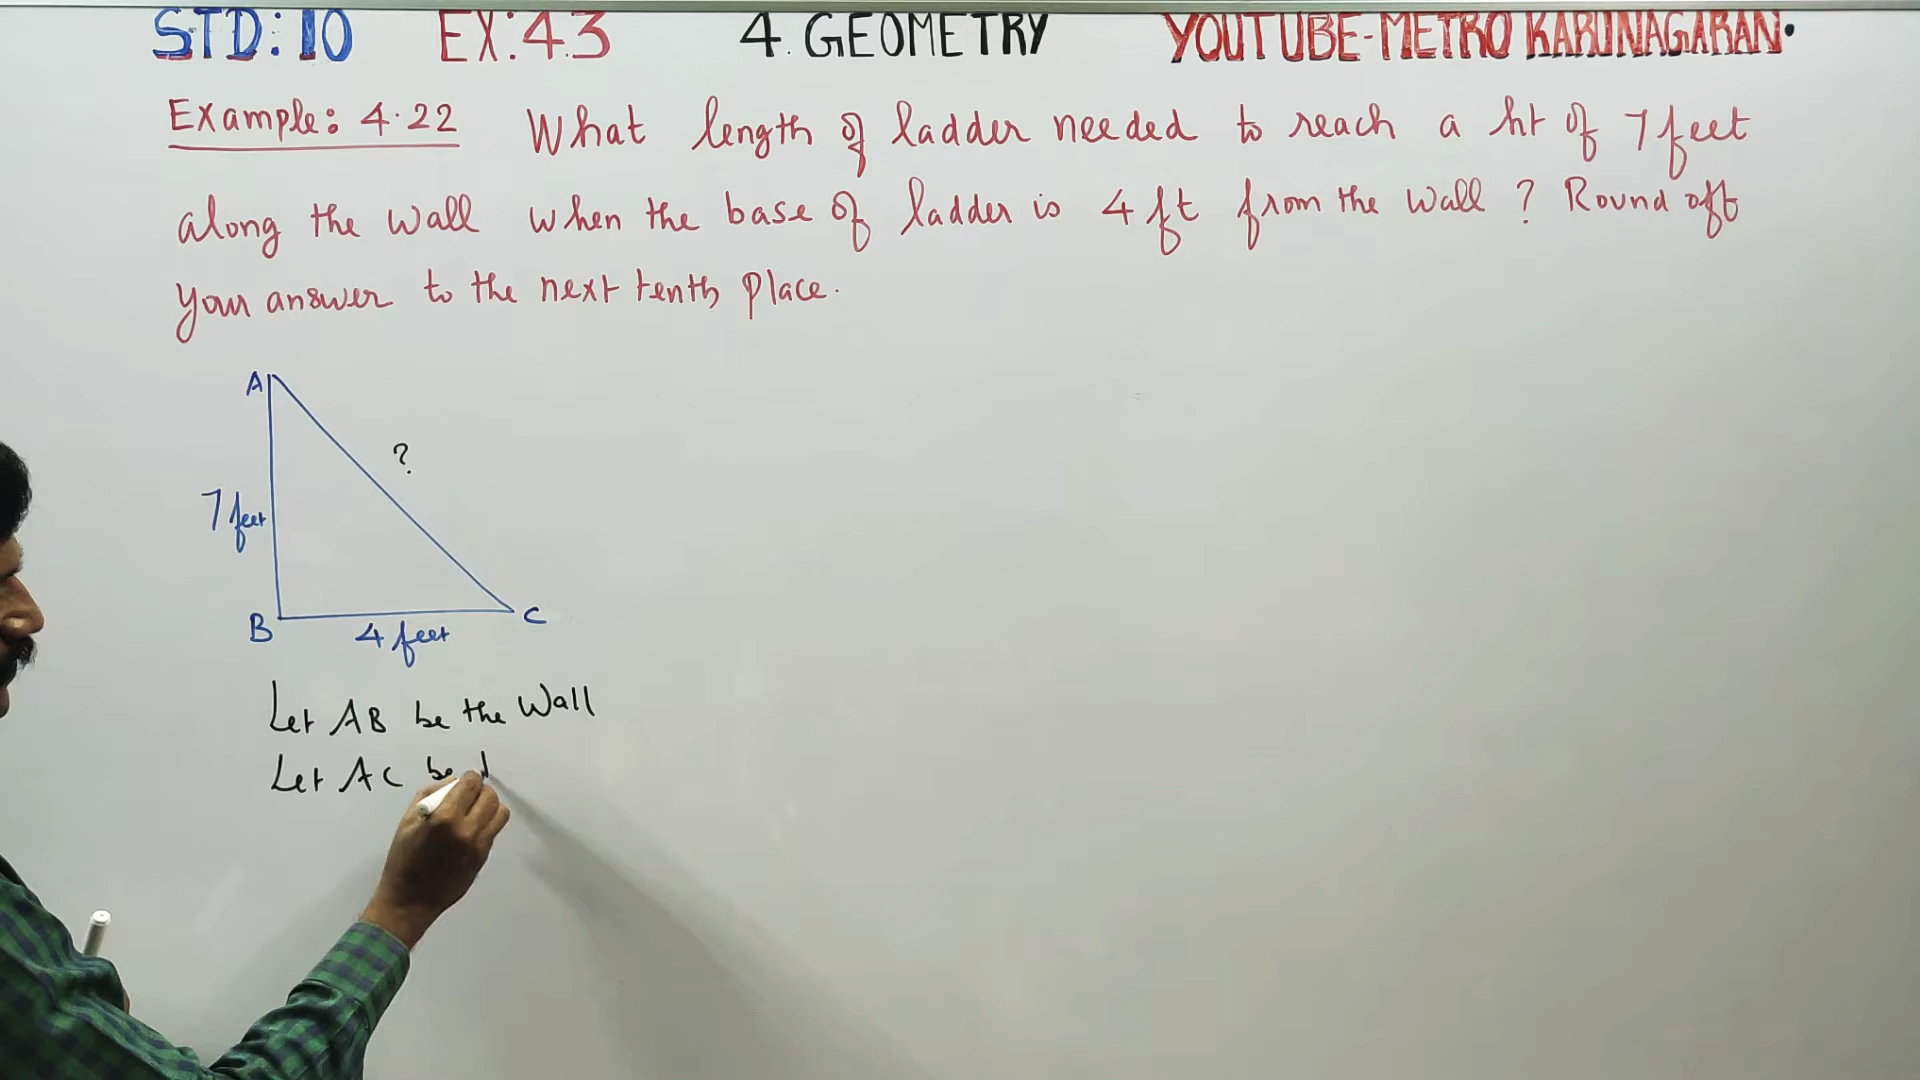 STD: 10 EX: 4.3 4. GEOMETRY YOUTUBE-METRO KARUNAGARAN.
Example: 4.22 What length of ladder needed to reach a ht of 7 feet
along the wall when the base of ladder is 4 ft from the wall ? Round off
your answer to the next tenth place.
A
?
7 feet
B
4 feet
C
Let AB be the Wall
Let AC be